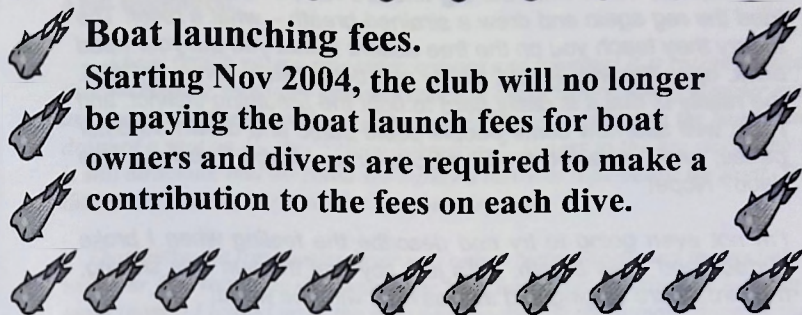 Boat launching fees.
Starting Nov 2004, the club will no longer
be paying the boat launch fees for boat
owners and divers are required to make a
contribution to the fees on each dive.